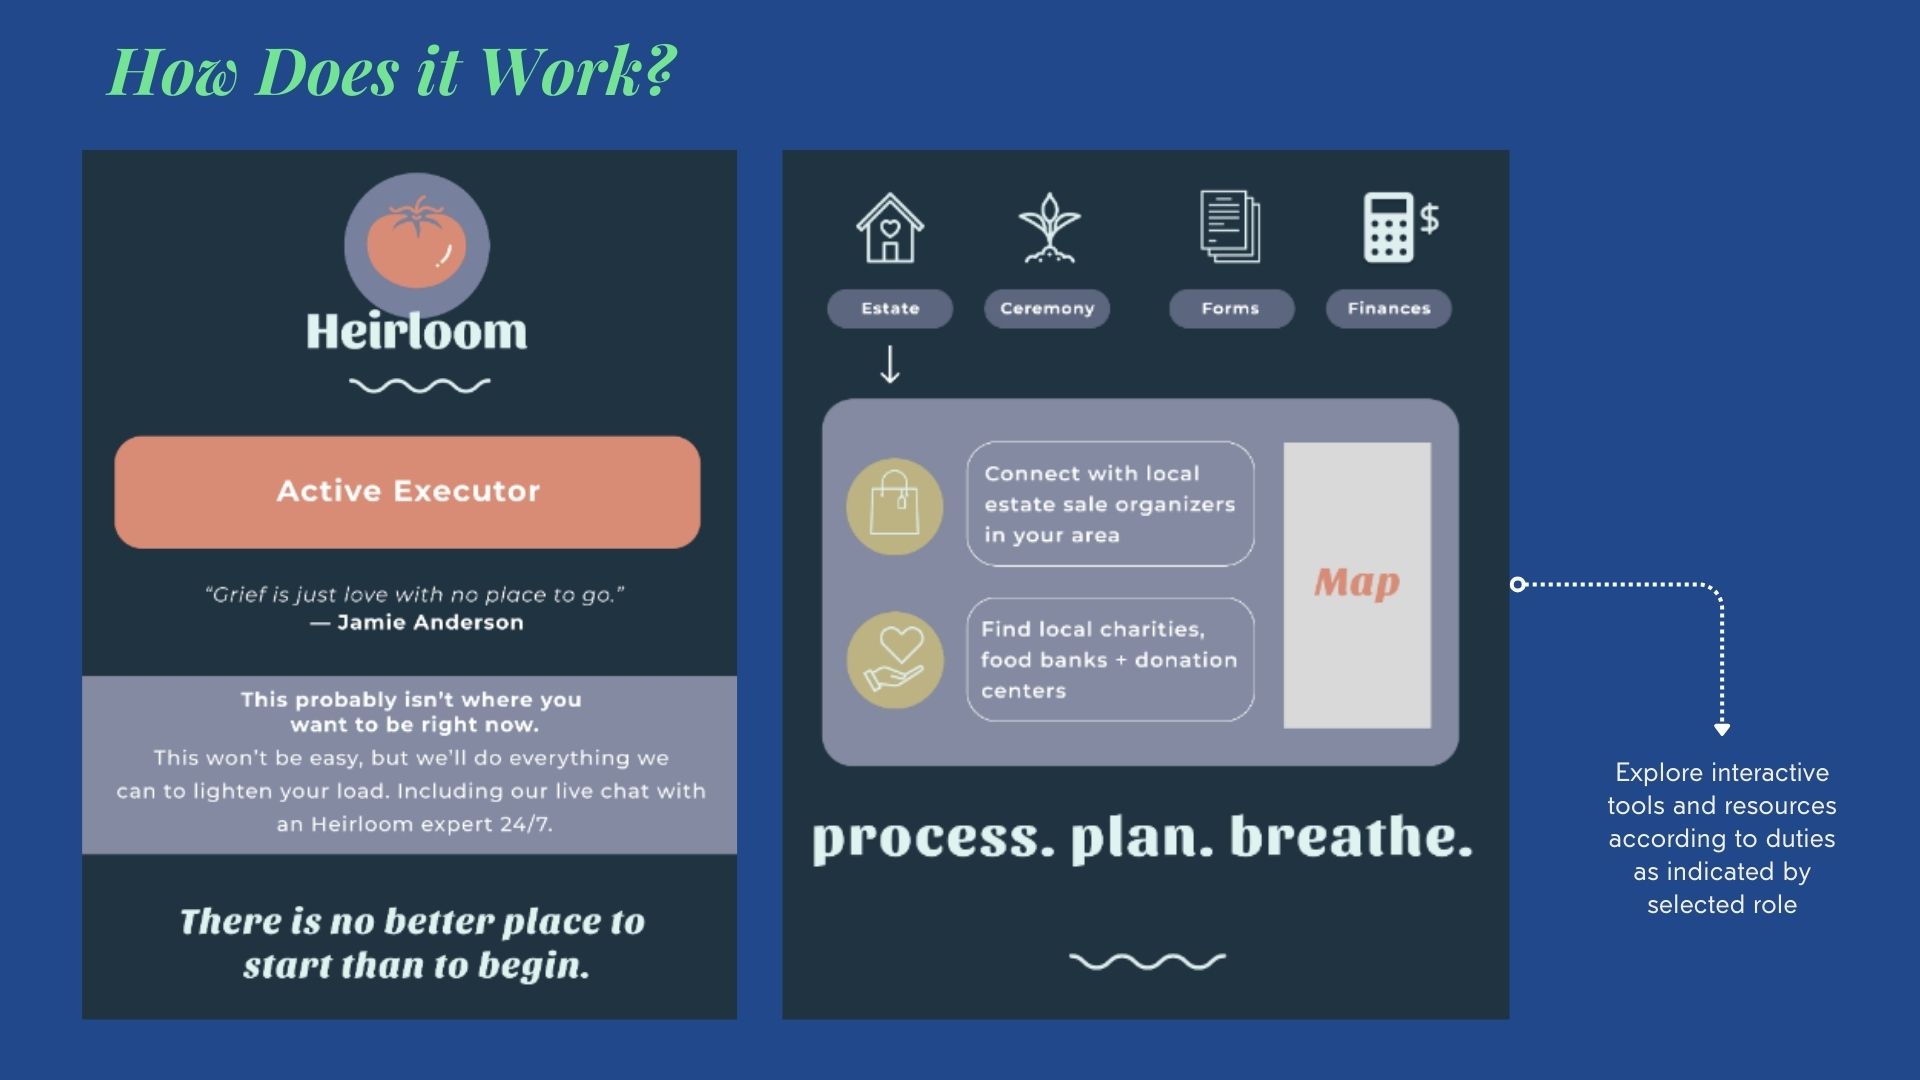 How Does it Work?
Heirloom
Active Executor
“Grief is just love with no place to go.”
— Jamie Anderson
This probably isn’t where you
want to be right now.
This won’t be easy, but we’ll do everything we
can to lighten your load. Including our live chat with
an Heirloom expert 24/7.
There is no better place to
start than to begin.
$
Estate
Ceremony
Forms
Finances
Connect with local
estate sale organizers
in your area
Find local charities,
food banks + donation
centers
Map
process. plan. breathe.
Explore interactive
tools and resources
according to duties
as indicated by
selected role